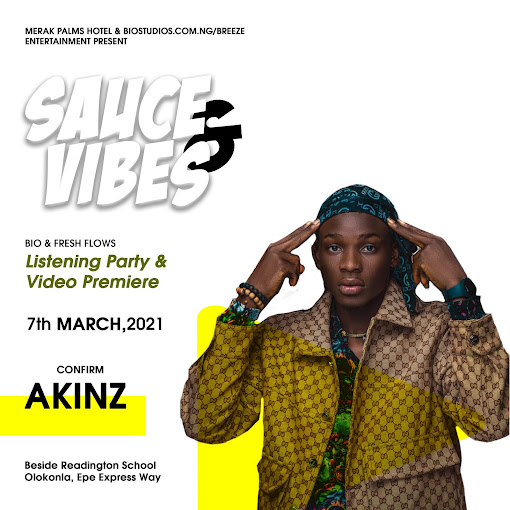 MERAK PALMS HOTEL & BIOSTUDIOS.COM.NG/BREEZE
ENTERTAINMENT PRESENT
SAUCE &
VIBES
BIO & FRESH FLOWS
Listening Party &
Video Premiere
7th MARCH,2021
CONFIRM
AKINZ
Beside Readington School
Olokonla, Epe Express Way